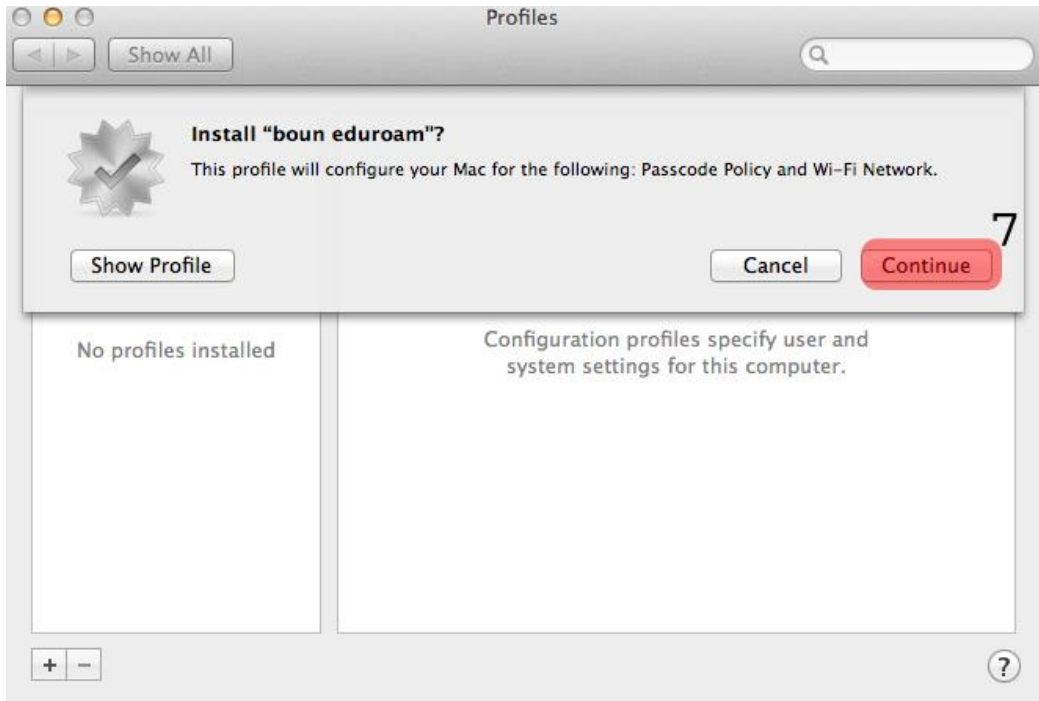 Profiles
Show All
Install “boun eduroam”?
This profile will configure your Mac for the following: Passcode Policy and Wi-Fi Network.
7
Show Profile
Cancel
Continue
No profiles installed
Configuration profiles specify user and
system settings for this computer.
+ −
?